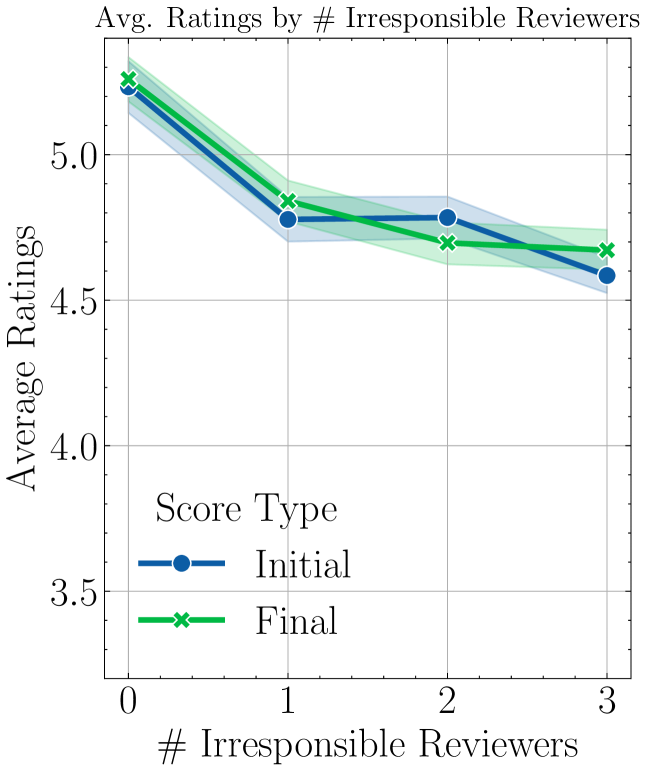 Avg. Ratings by # Irresponsible Reviewers
5.0
4.5
4.0
3.5
Average Ratings
Score Type
Initial
Final
0 1 2 3
# Irresponsible Reviewers